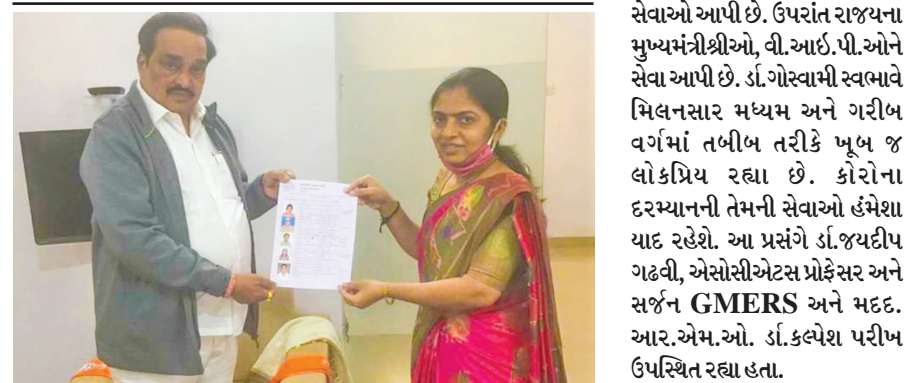 સેવાઓ આપી છે. ઉપરાંત રાજયના
મુખ્યમંત્રીશ્રીઓ, વી.આઇ.પી.ઓને
સેવા આપી છે. ર્ડા.ગોસ્વામી સ્વભાવે
મિલનસાર મધ્યમ અને ગરીબ
વર્ગમાં તબીબ તરીકે ખૂબ જ
લોકપ્રિય રહ્યા છે. કોરોના
દરમ્યાનની તેમની સેવાઓ હંમેશા
યાદ રહેશે. આ પ્રસંગે ર્ડા.જયદીપ
ગઢવી, એસોસીએટસ પ્રોફેસર અને
સર્જન GMERS અને મદદ.
આર.એમ.ઓ. ર્ડા.કલ્પેશ પરીખ
ઉપસ્થિત રહ્યા હતા.